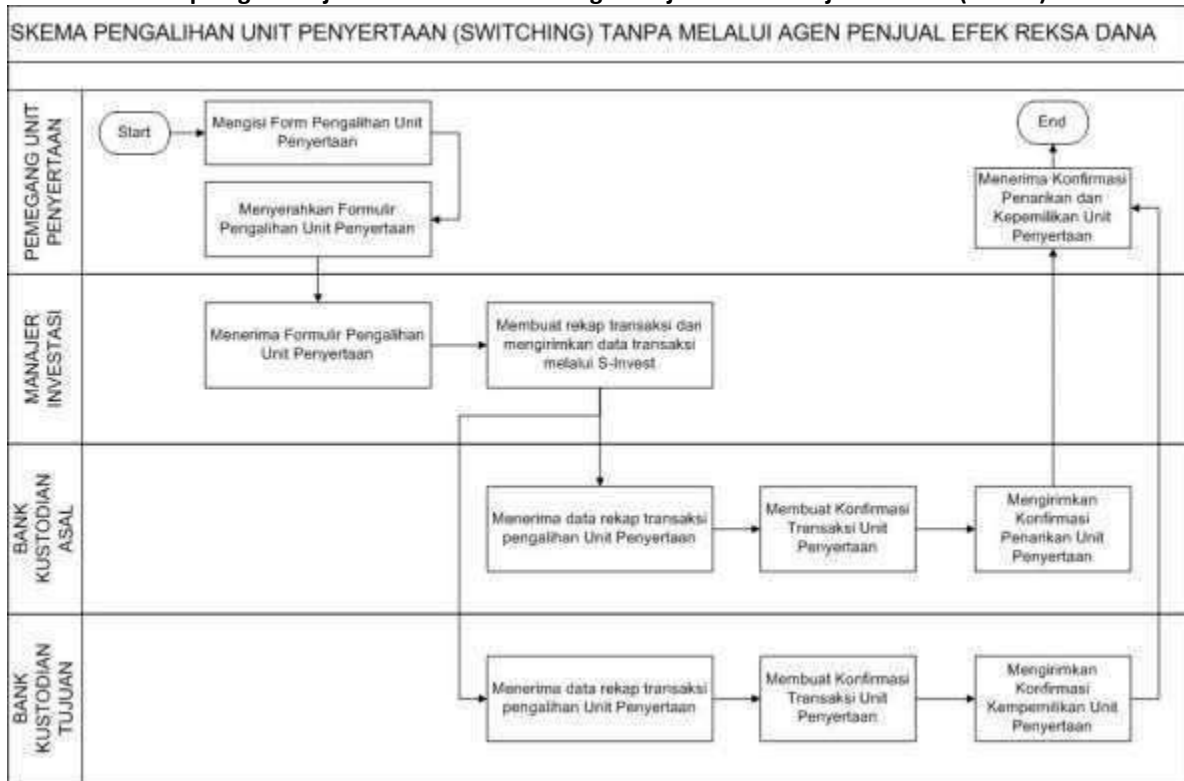 SKEMA PENGALIHAN UNIT PENYERTAAN (SWITCHING) TANPA MELALUI AGEN PENJUAL EFEK REKSA DANA
PEMEGANG UNIT
PENYERTAAN
Start
Mengisi Form Pengalihan Unit
Penyertaan
Menyerahkan Formulir
Pengalihan Unit Penyertaan
End
Menerima Konfirmasi
Penarikan dan
Kepemilikan Unit
Penyertaan
MANAJER
INVESTASI
Menerima Formulir Pengalihan
Unit Penyertaan
Membuat rekap transaksi dan
mengirimkan data transaksi
melalui S-Invest
BANK
KUSTODIAN
ASAL
Menerima data rekap transaksi
pengalihan Unit Penyertaan
Membuat Konfirmasi
Transaksi Unit
Penyertaan
Mengirimkan
Konfirmasi
Penarikan Unit
Penyertaan
BANK
KUSTODIAN
TUJUAN
Menerima data rekap transaksi
pengalihan Unit Penyertaan
Membuat Konfirmasi
Transaksi Unit
Penyertaan
Mengirimkan
Konfirmasi
Kempemilikan Unit
Penyertaan